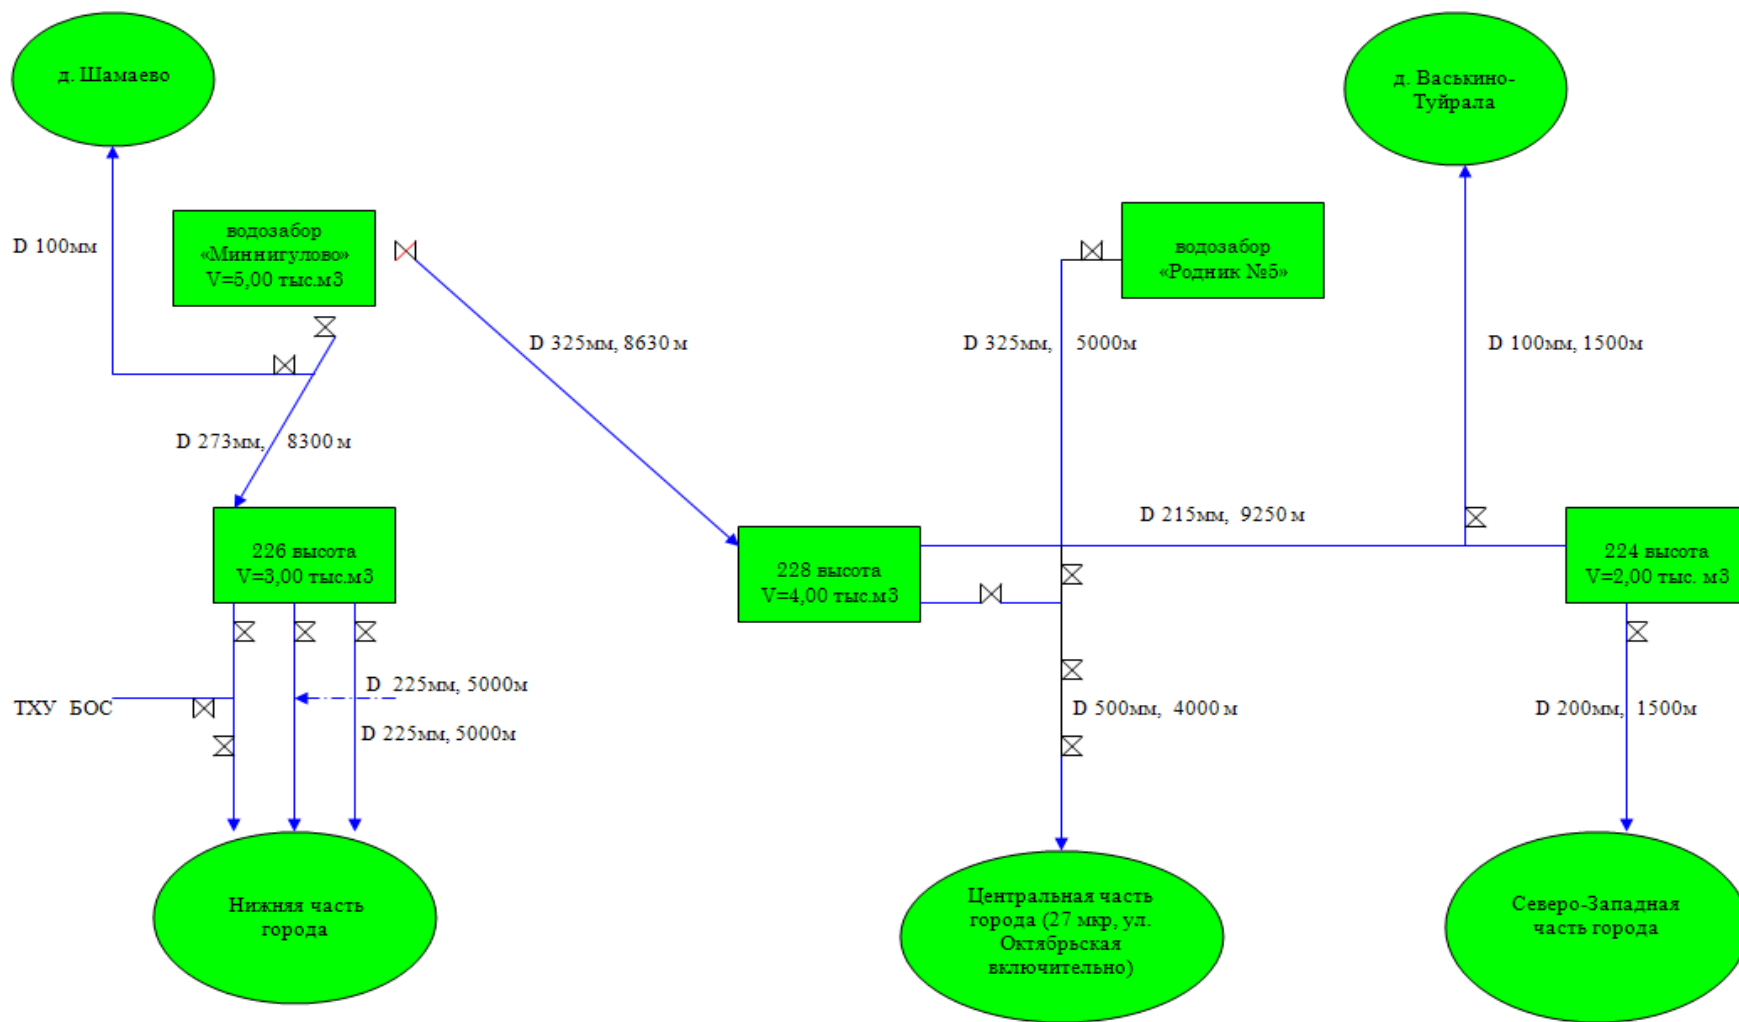 д. Шамаево
д. Васькино-
Туйрала
водозабор
«Миннигулово»
V=5,00 тыс.м3
водозабор
«Родник №5»
D 100мм
D 325мм, 8630 м
D 325мм, 5000м
D 100мм, 1500м
D 273мм, 8300 м
D 215мм, 9250 м
226 высота
V=3,00 тыс.м3
228 высота
V=4,00 тыс.м3
224 высота
V=2,00 тыс. м3
D 225мм, 5000м
ТХУ БОС
D 225мм, 5000м
D 500мм, 4000 м
D 200мм, 1500м
Нижняя часть
города
Центральная часть
города (27 мкр, ул.
Октябрьская
включительно)
Северо-Западная
часть города